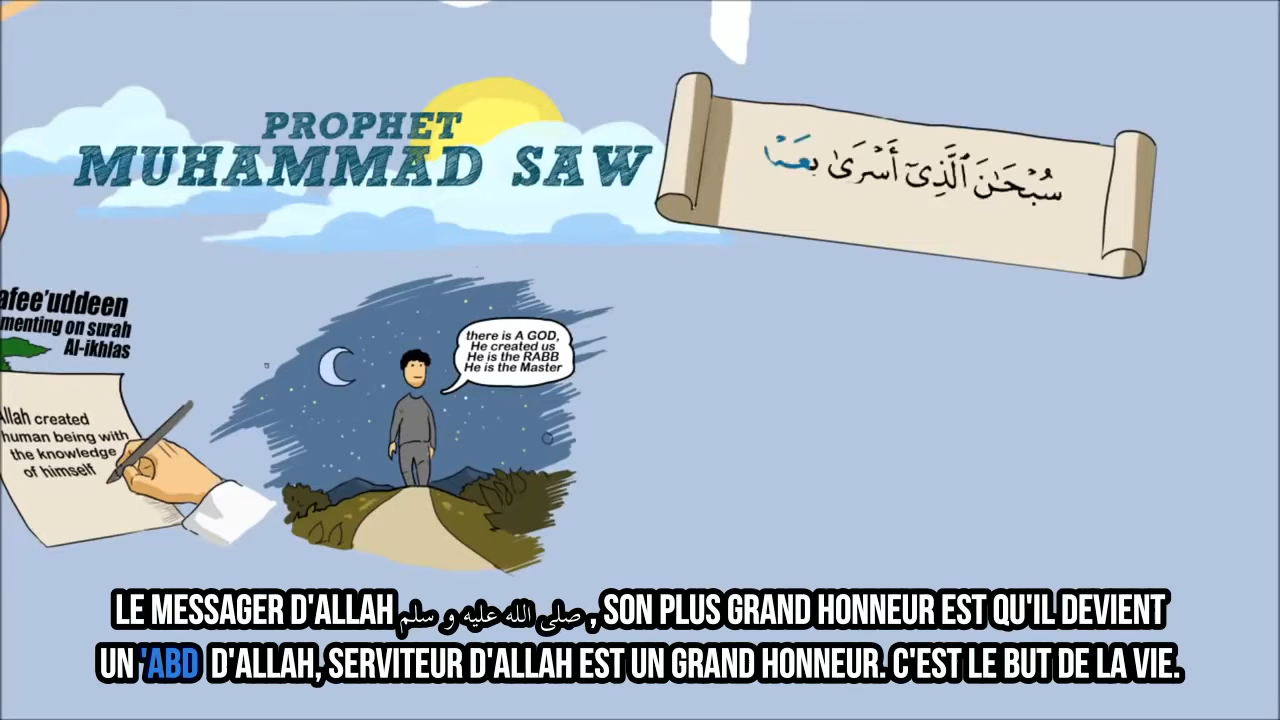 PROPHET
MUHAMMAD SAW
سُبْحَـٰنَ ٱلَّذِىٓ أَسْرَىٰ
afee'uddeen
menting on surah
Al-ikhlas
Allah created
human being with
the knowledge
of himself
there is A GOD,
He created us
He is the RABB
He is the Master
LE MESSAGER D'ALLAH صلى الله عليه و سلم , SON PLUS GRAND HONNEUR EST QU'IL DEVIENT
UN 'ABD D'ALLAH, SERVITEUR D'ALLAH EST UN GRAND HONNEUR. C'EST LE BUT DE LA VIE.